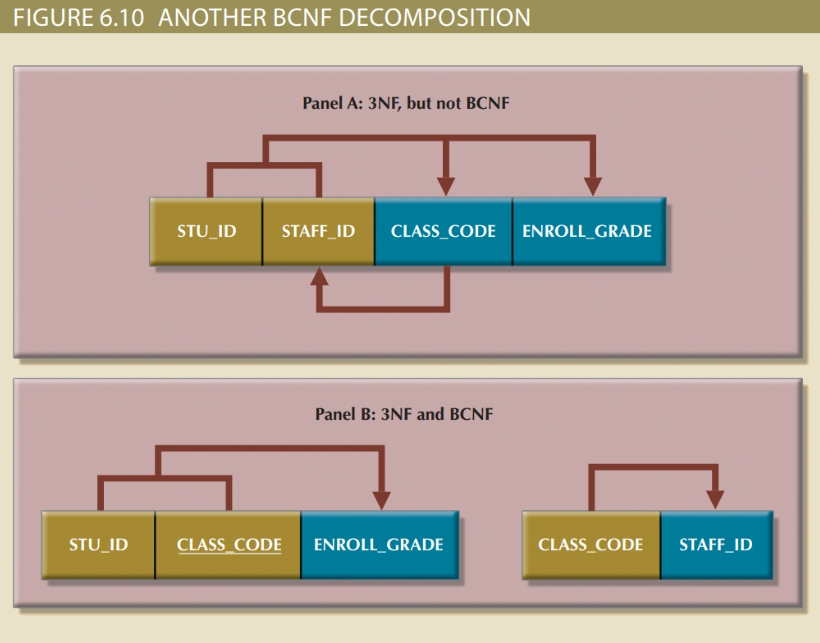 FIGURE 6.10 ANOTHER BCNF DECOMPOSITION
Panel A: 3NF, but not BCNF
STU_ID STAFF_ID CLASS_CODE ENROLL_GRADE
Panel B: 3NF and BCNF
STU_ID CLASS_CODE ENROLL_GRADE CLASS_CODE STAFF_ID